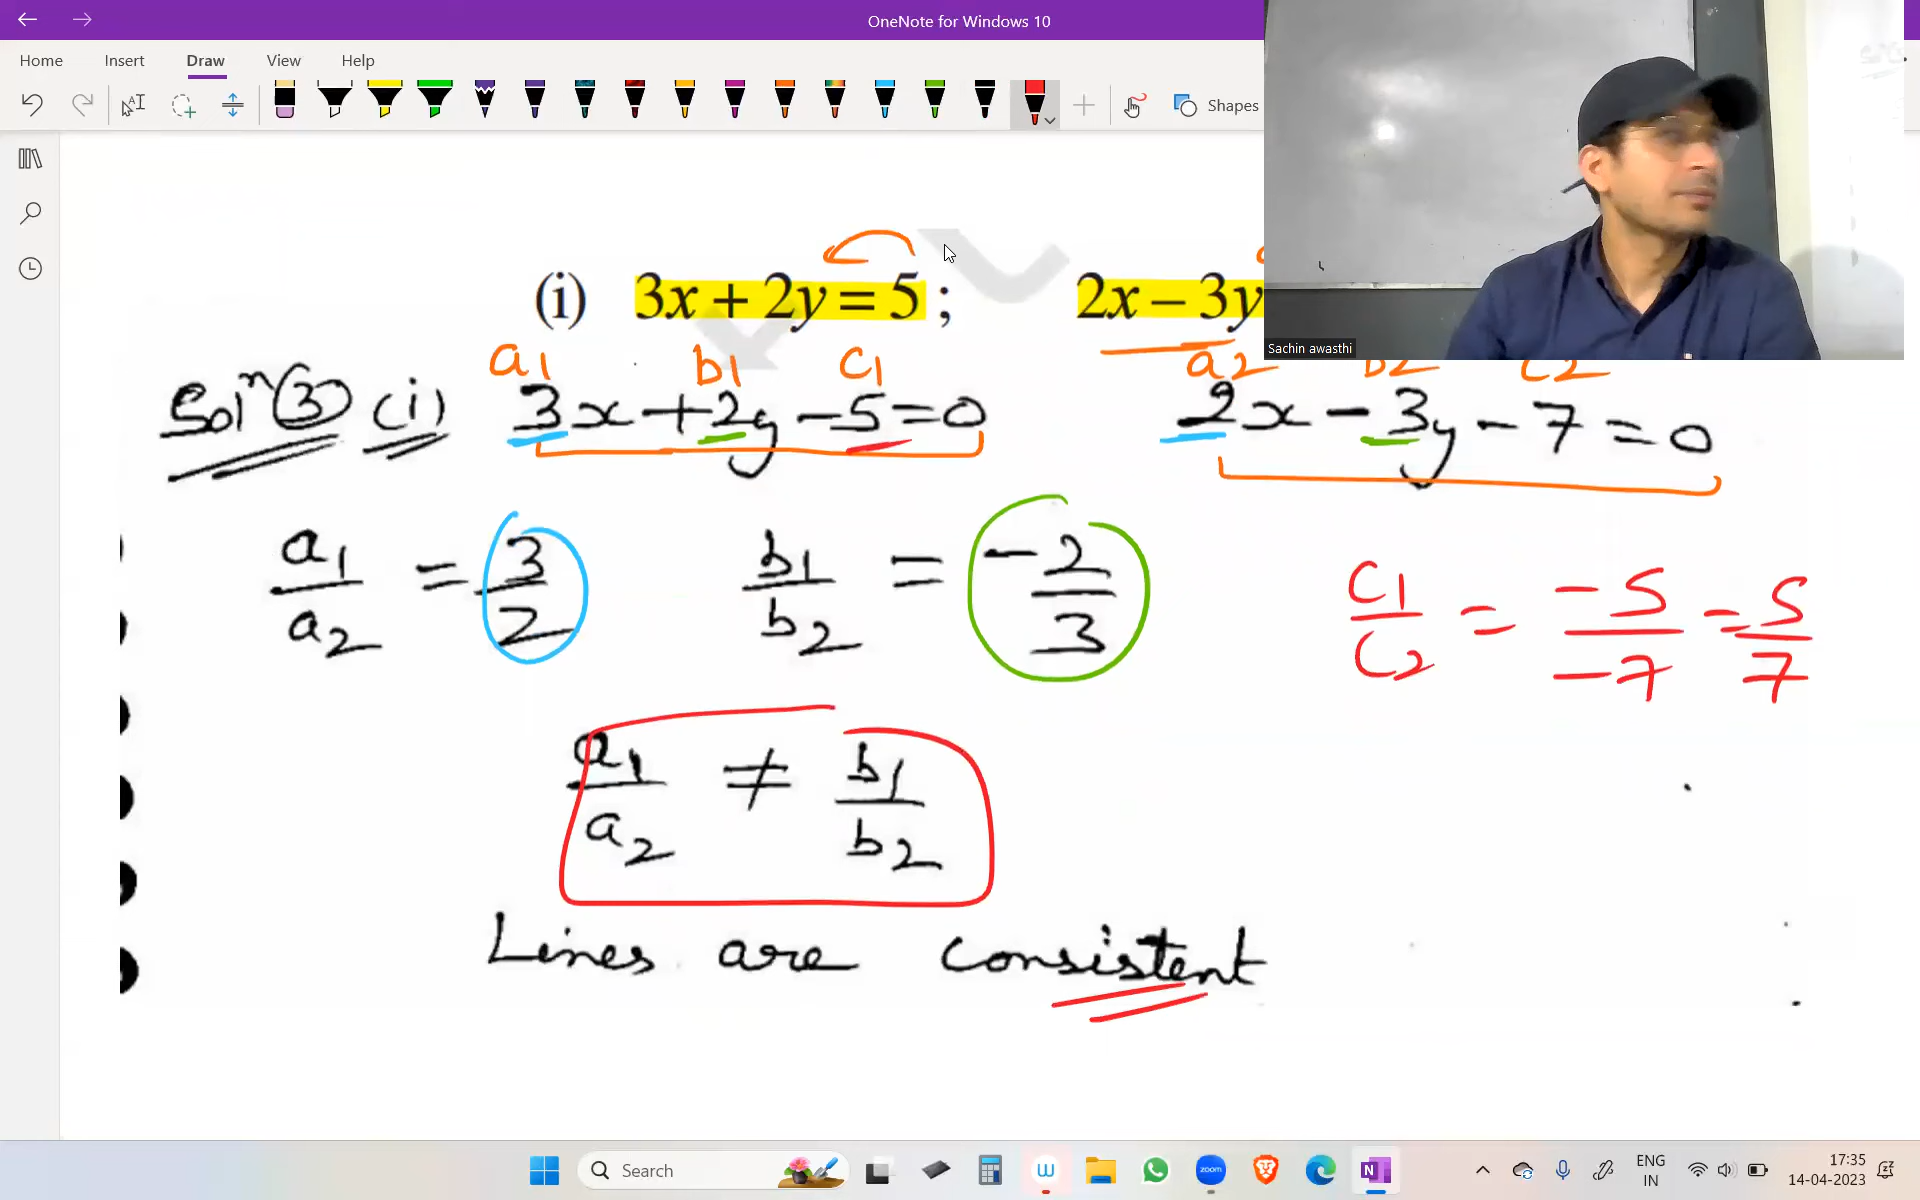 OneNote for Windows 10
Home Insert Draw View Help
Shapes
(i) 3x + 2y = 5 ; 2x – 3y
Sachin awasthi
a1 b1 c1 a2 b2 c2
Solⁿ (3) (i) 3x + 2y - 5 = 0 2x - 3y - 7 = 0
a1/a2 = 3/2 b1/b2 = -2/3 c1/c2 = -5/-7 = 5/7
a1/a2 ≠ b1/b2
Lines are consistent
Search
zoom
ENG
IN
17:35
14-04-2023